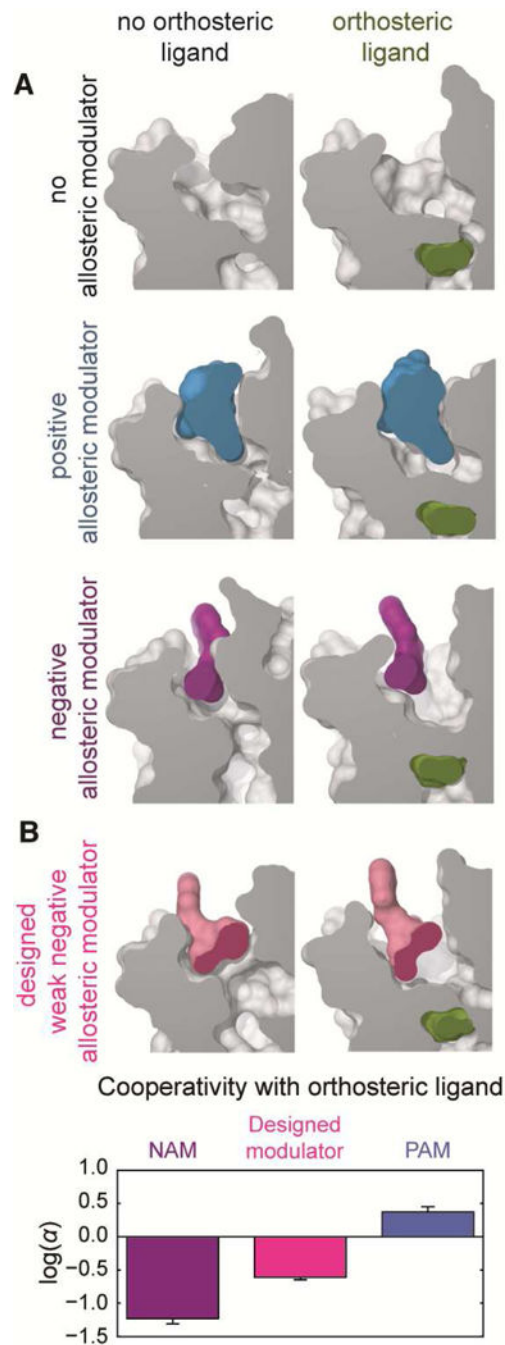 no orthosteric
ligand
orthosteric
ligand
A
no
allosteric modulator
positive
allosteric modulator
negative
allosteric modulator
B
designed
weak negative
allosteric modulator
Cooperativity with orthosteric ligand
NAM
Designed
modulator
PAM
log(α)
1.0
0.5
0.0
−0.5
−1.0
−1.5